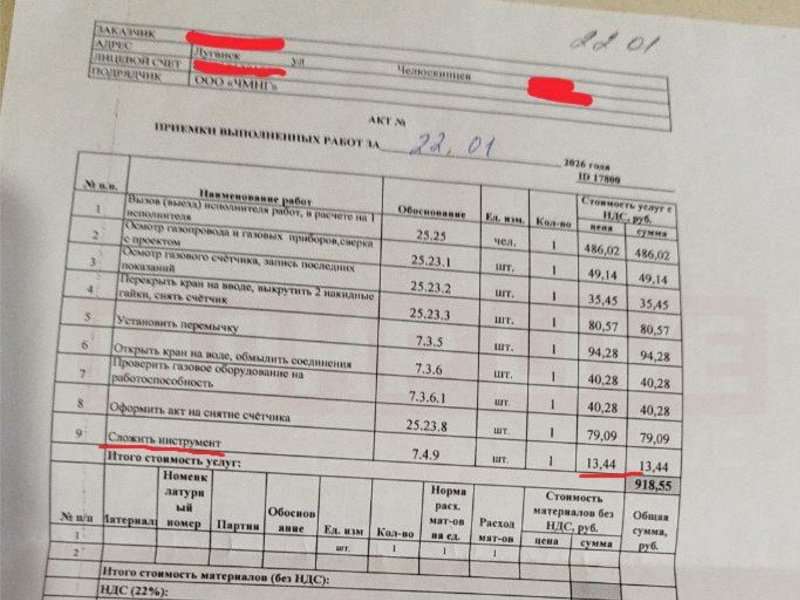 22 01
ЗАКАЗЧИК
АДРЕС Луганск ул Челюскинцев
ЛИЦЕВОЙ СЧЕТ
ПОДРЯДЧИК ООО «ЧМНГ»
АКТ №
ПРИЕМКИ ВЫПОЛНЕННЫХ РАБОТ ЗА 22. 01 2026 года
ID 17800
№ п.п. Наименование работ Обоснование Ед. изм. Кол-во Стоимость услуг с НДС, руб. цена сумма
1 Вызов (выезд) исполнителя работ, в расчете на 1 исполнителя 25.25 чел. 1 486,02 486,02
2 Осмотр газопровода и газовых приборов,сверка с проектом 25.23.1 шт. 1 49,14 49,14
3 Осмотр газового счётчика, запись последних показаний 25.23.2 шт. 1 35,45 35,45
4 Перекрыть кран на вводе, выкрутить 2 накидные гайки, снять счётчик 25.23.3 шт. 1 80,57 80,57
5 Установить перемычку 7.3.5 шт. 1 94,28 94,28
6 Открыть кран на воде, обмылить соединения 7.3.6 шт. 1 40,28 40,28
7 Проверить газовое оборудование на работоспособность 7.3.6.1 шт. 1 40,28 40,28
8 Оформить акт на снятие счётчика 25.23.8 шт. 1 79,09 79,09
9 Сложить инструмент 7.4.9 шт. 1 13,44 13,44
Итого стоимость услуг: 918,55
№ п/п Материал Номенклатурный номер Партия Обоснование Ед. изм Кол-во Норма расх. мат-ов на ед. Расход мат-ов Стоимость материалов без НДС, руб. цена сумма Общая сумма, руб.
1 шт. 1 1 1
2
Итого стоимость материалов (без НДС):
НДС (22%):